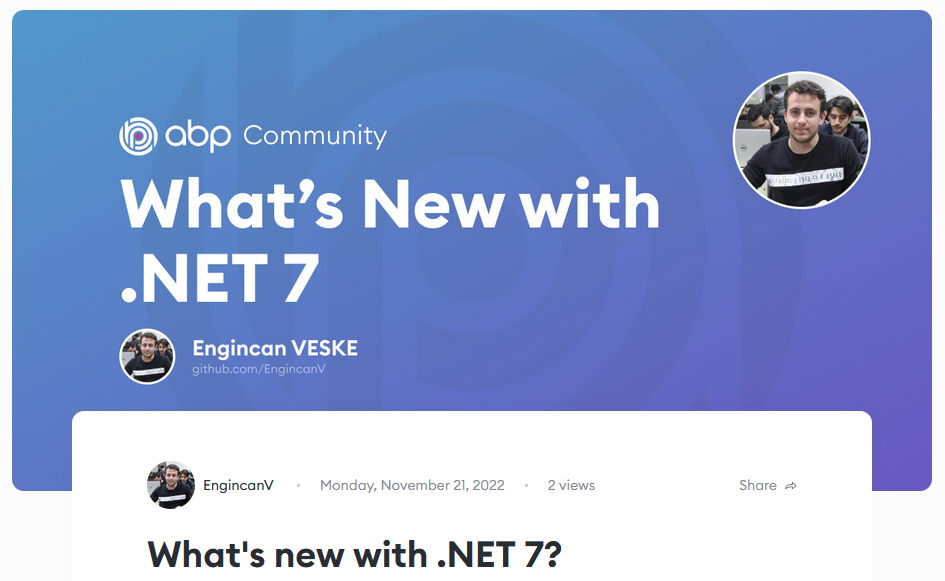 abp Community
What’s New with
.NET 7
Engincan VESKE
github.com/EngincanV
EngincanV • Monday, November 21, 2022 • 2 views Share
What's new with .NET 7?